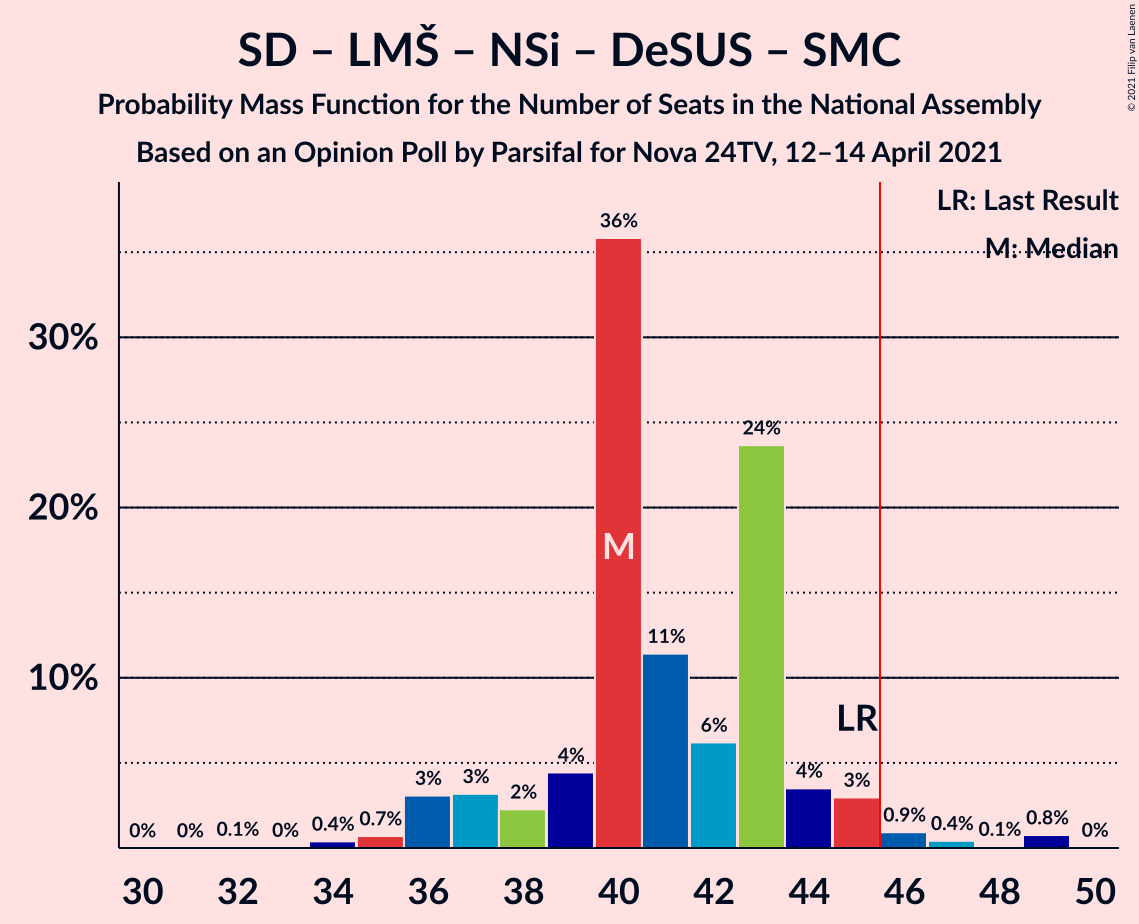 SD – LMŠ – NSi – DeSUS – SMC
Probability Mass Function for the Number of Seats in the National Assembly
Based on an Opinion Poll by Parsifal for Nova 24TV, 12–14 April 2021
© 2021 Filip van Laenen
LR: Last Result
M: Median
30%
20%
10%
0%
0%
0.1%
0%
0.4%
0.7%
3%
3%
2%
4%
36%
11%
6%
24%
4%
3%
0.9%
0.4%
0.1%
0.8%
0%
M
LR
30 32 34 36 38 40 42 44 46 48 50